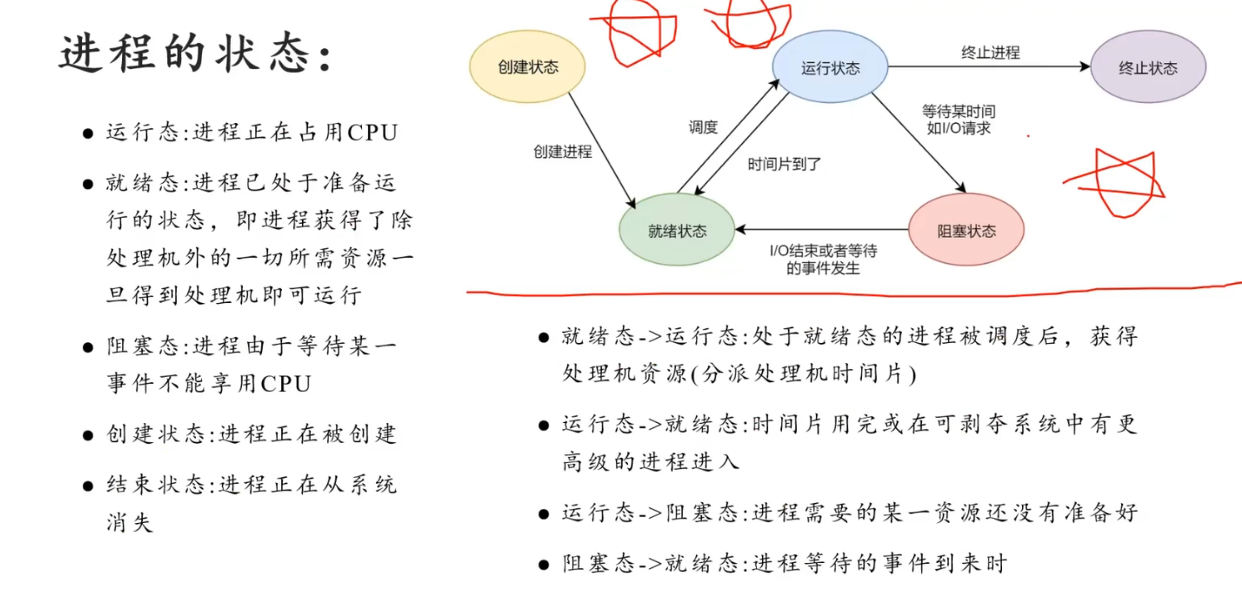 进程的状态：
● 运行态:进程正在占用CPU
● 就绪态:进程已处于准备运
行的状态，即进程获得了除
处理机外的一切所需资源一
旦得到处理机即可运行
● 阻塞态:进程由于等待某一
事件不能享用CPU
● 创建状态:进程正在被创建
● 结束状态:进程正在从系统
消失
创建状态
运行状态
终止进程
终止状态
等待某时间
如I/O请求
调度
创建进程
时间片到了
就绪状态
阻塞状态
I/O结束或者等待
的事件发生
● 就绪态->运行态:处于就绪态的进程被调度后，获得
处理机资源(分派处理机时间片)
● 运行态->就绪态:时间片用完或在可剥夺系统中有更
高级的进程进入
● 运行态->阻塞态:进程需要的某一资源还没有准备好
● 阻塞态->就绪态:进程等待的事件到来时